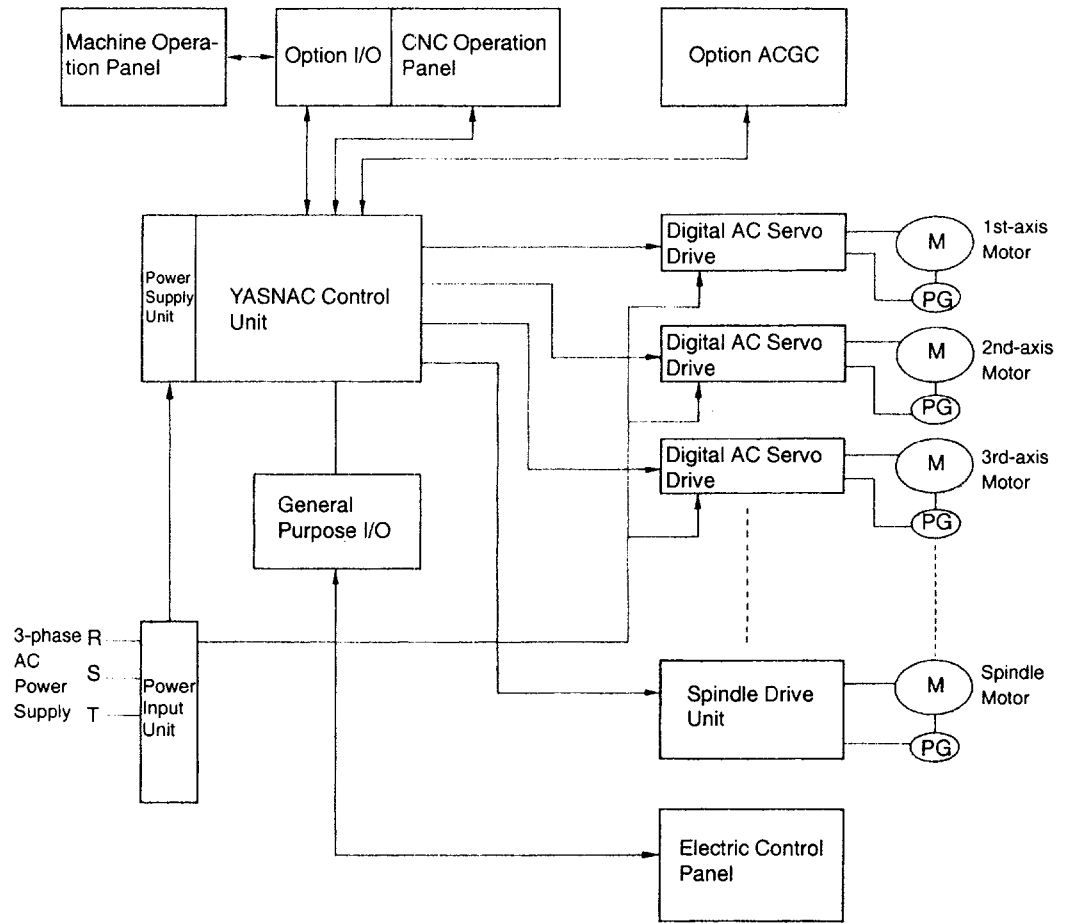 Machine Opera-
tion Panel
Option I/O
CNC Operation
Panel
Option ACGC
Power
Supply
Unit
YASNAC Control
Unit
Digital AC Servo
Drive
M
PG
1st-axis
Motor
Digital AC Servo
Drive
M
PG
2nd-axis
Motor
Digital AC Servo
Drive
M
PG
3rd-axis
Motor
General
Purpose I/O
3-phase
AC
Power
Supply
R
S
T
Power
Input
Unit
Spindle Drive
Unit
M
PG
Spindle
Motor
Electric Control
Panel